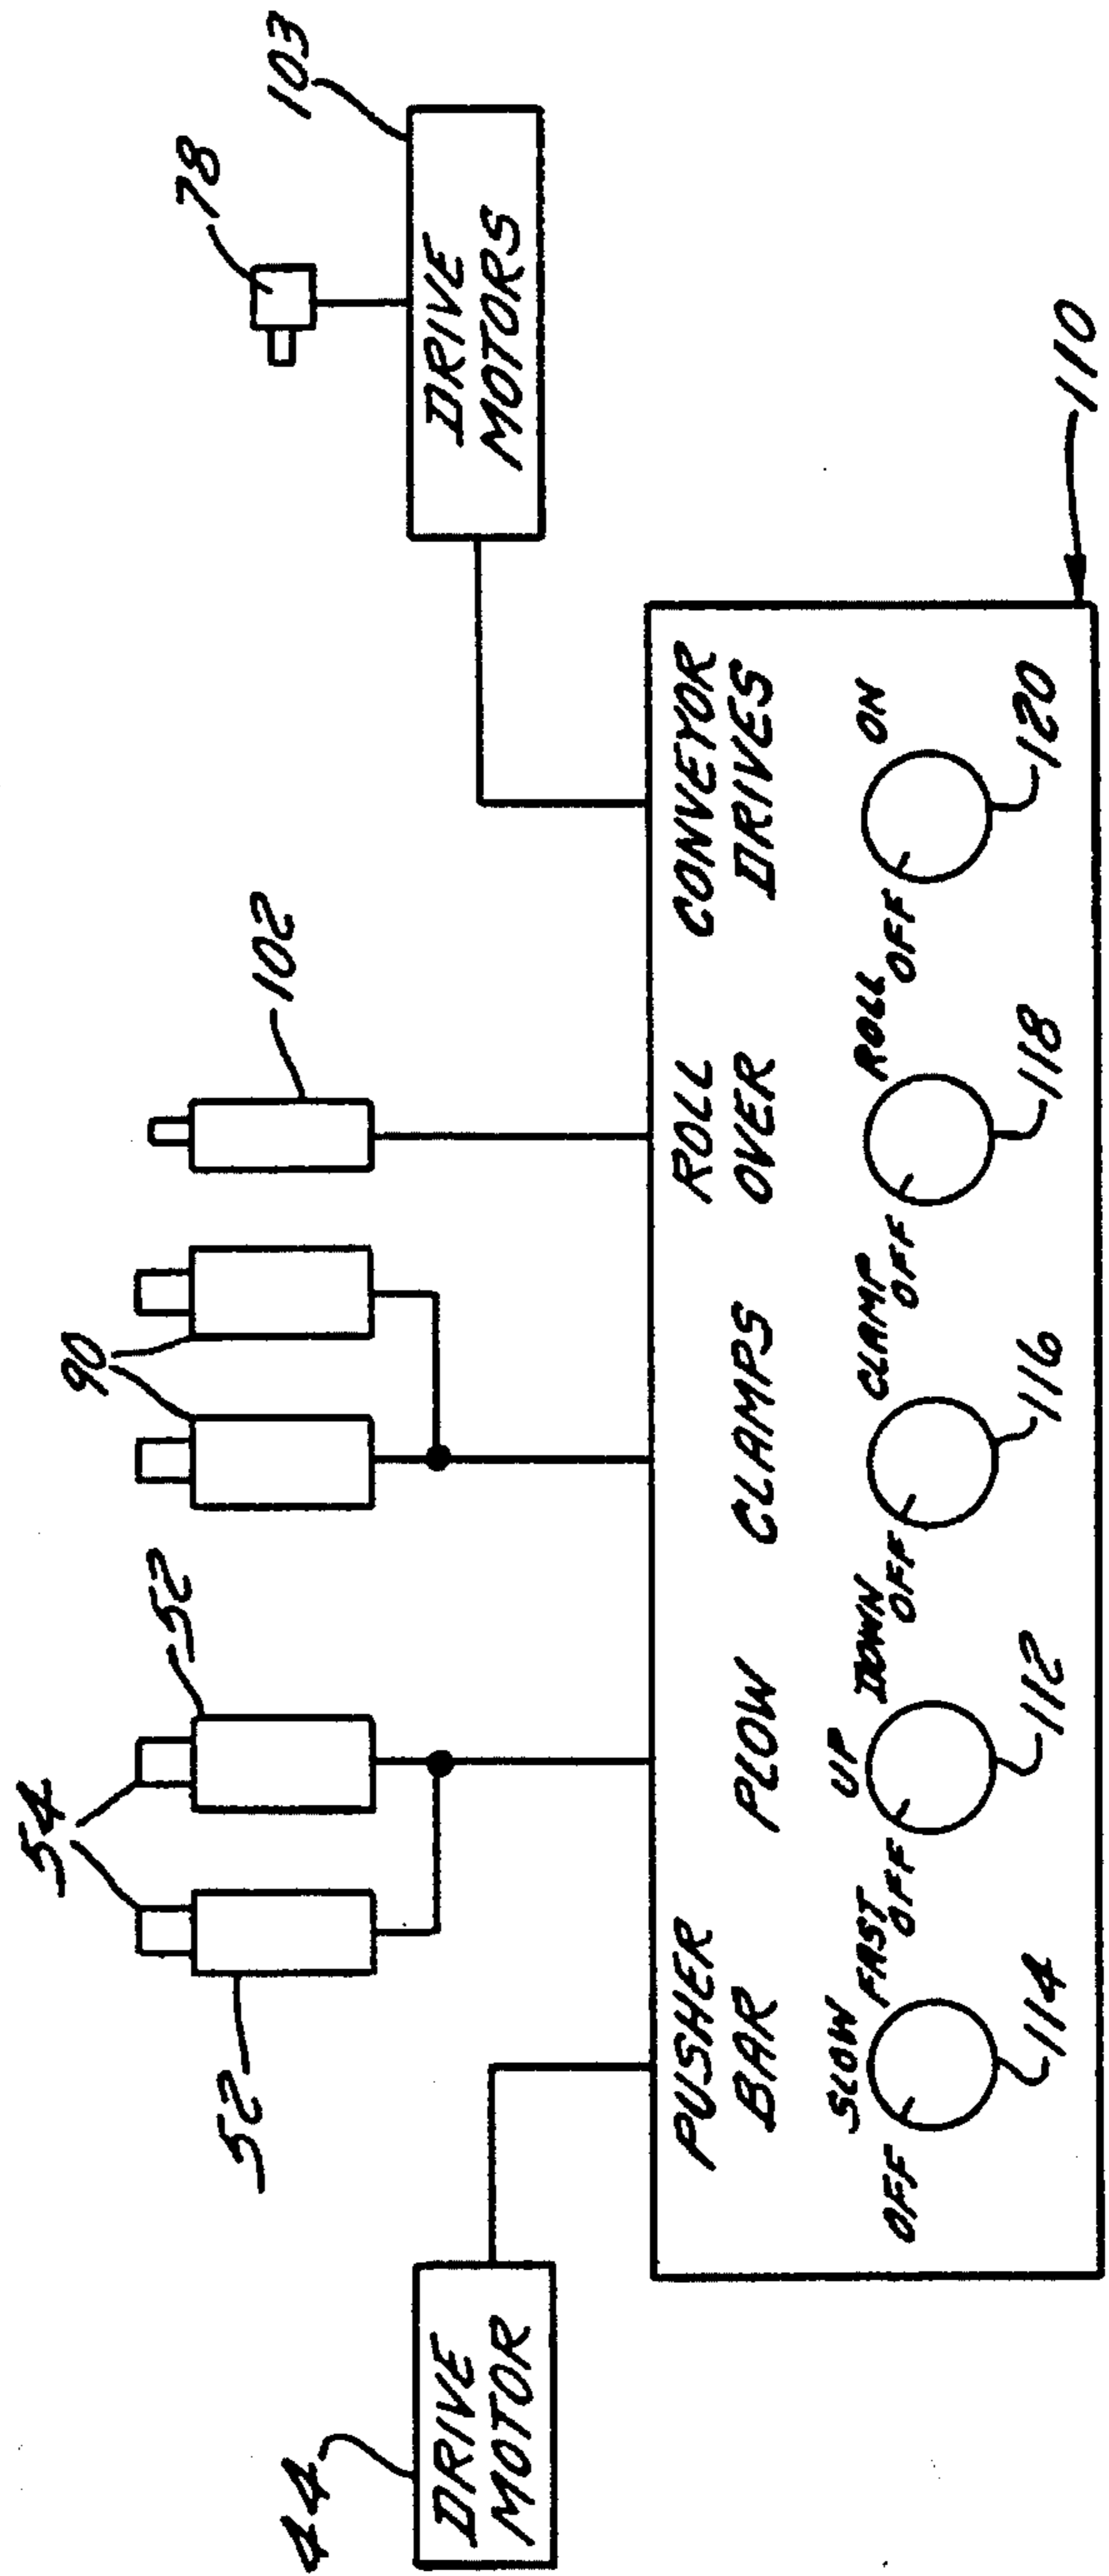 103
78
DRIVE
MOTORS
102
90
52
54
52
44
DRIVE
MOTOR
110
PUSHER
BAR
PLOW
CLAMPS
ROLL
OVER
CONVEYOR
DRIVES
OFF
SLOW
FAST
OFF
UP
DOWN
OFF
CLAMP
OFF
ROLL
OFF
ON
114
112
116
118
120